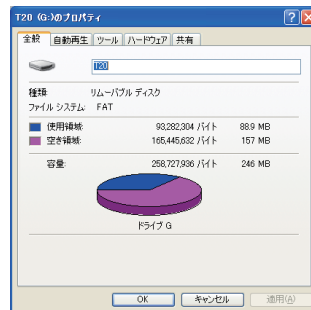 T20 (G:)のプロパティ
全般 自動再生 ツール ハードウェア 共有
T20
種類: リムーバブル ディスク
ファイル システム: FAT
使用領域: 93,282,304 バイト 88.9 MB
空き領域: 165,445,632 バイト 157 MB
容量: 258,727,936 バイト 246 MB
ドライブ G
OK キャンセル 適用(A)